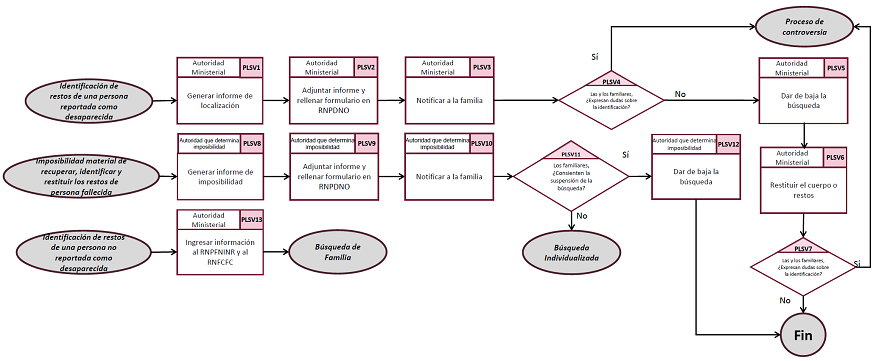 Identificación de
restos de una persona
reportada como
desaparecida
Autoridad
Ministerial
PLSV1
Generar informe de
localización
Autoridad
Ministerial
PLSV2
Adjuntar informe y
rellenar formulario en
RNPDNO
Autoridad
Ministerial
PLSV3
Notificar a la familia
PLSV4
Las y los familiares,
¿Expresan dudas sobre
la identificación?
Sí
Proceso de
controversia
No
Autoridad
Ministerial
PLSV5
Dar de baja la
búsqueda
Imposibilidad material de
recuperar, identificar y
restituir los restos de
persona fallecida
Autoridad que determina
imposibilidad
PLSV8
Generar informe de
imposibilidad
Autoridad que determina
imposibilidad
PLSV9
Adjuntar informe y
rellenar formulario en
RNPDNO
Autoridad que determina
imposibilidad
PLSV10
Notificar a la familia
PLSV11
Los familiares,
¿Consienten la
suspensión de la
búsqueda?
Sí
Autoridad que determina
imposibilidad
PLSV12
Dar de baja la
búsqueda
No
Búsqueda
Individualizada
Autoridad
Ministerial
PLSV6
Restituir el cuerpo o
restos
PLSV7
Las y los familiares,
¿Expresan dudas sobre
la identificación?
Sí
No
Fin
Identificación de restos
de una persona no
reportada como
desaparecida
Autoridad
Ministerial
PLSV13
Ingresar información
al RNPFNINR y al
RNFCFC
Búsqueda de
Familia